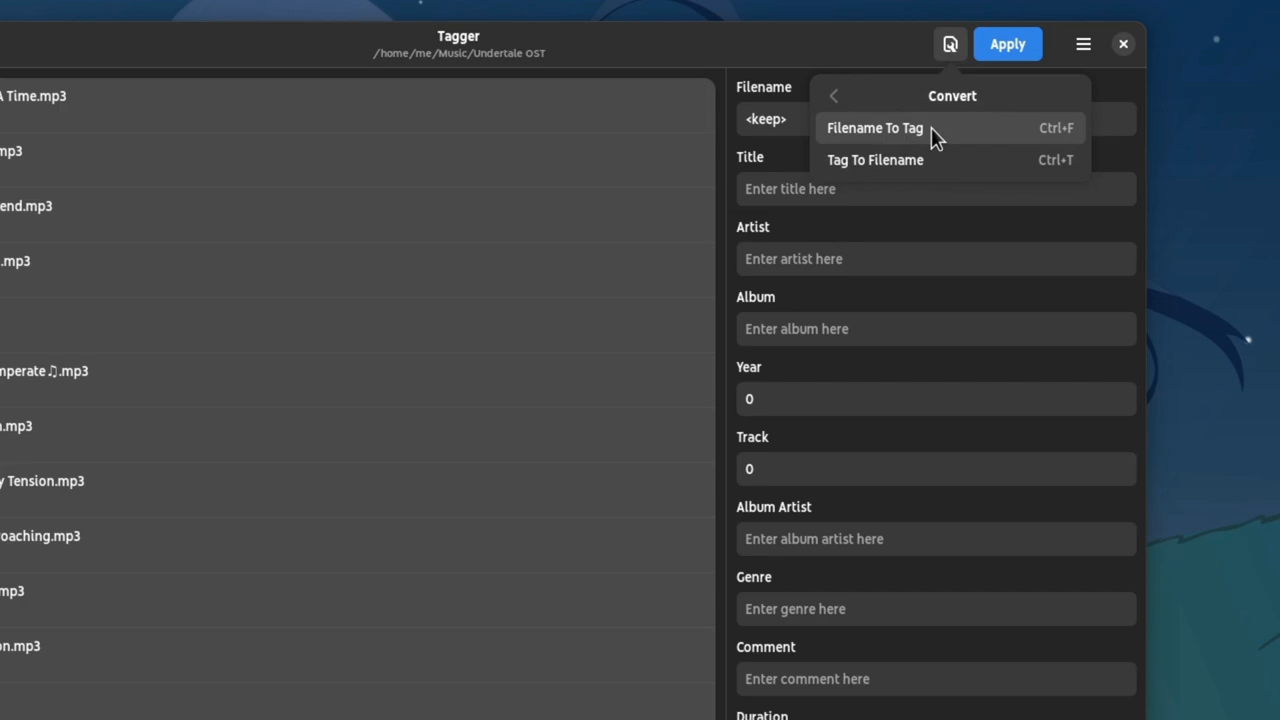 Tagger
/home/me/Music/Undertale OST
Apply
A Time.mp3
mp3
end.mp3
.mp3
mperate ♫.mp3
n.mp3
y Tension.mp3
roaching.mp3
mp3
on.mp3
Filename
<keep>
Convert
Filename To Tag Ctrl+F
Tag To Filename Ctrl+T
Title
Enter title here
Artist
Enter artist here
Album
Enter album here
Year
0
Track
0
Album Artist
Enter album artist here
Genre
Enter genre here
Comment
Enter comment here
Duration